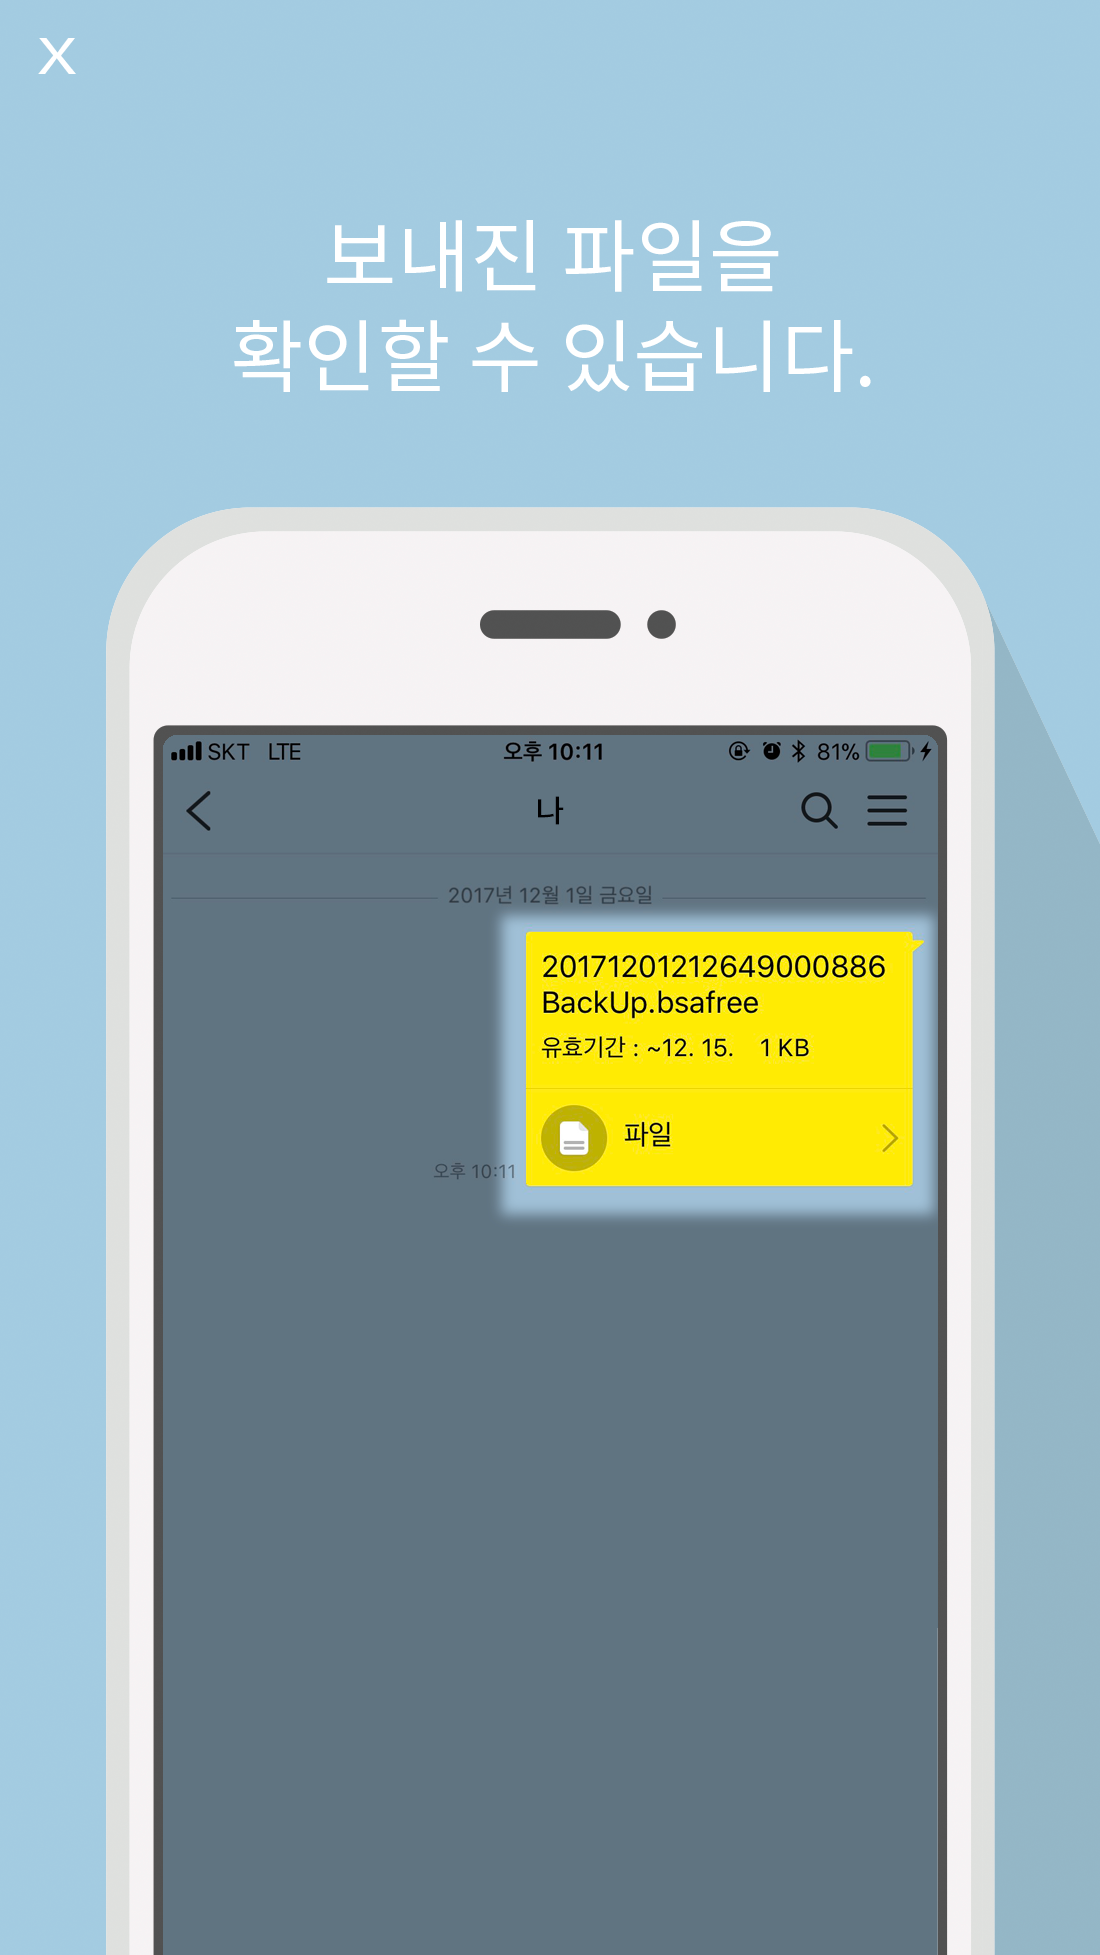 X
보내진 파일을
확인할 수 있습니다.
SKT LTE 오후 10:11 81%
나
2017년 12월 1일 금요일
20171201212649000886
BackUp.bsafree
유효기간 : ~12. 15. 1 KB
파일
오후 10:11